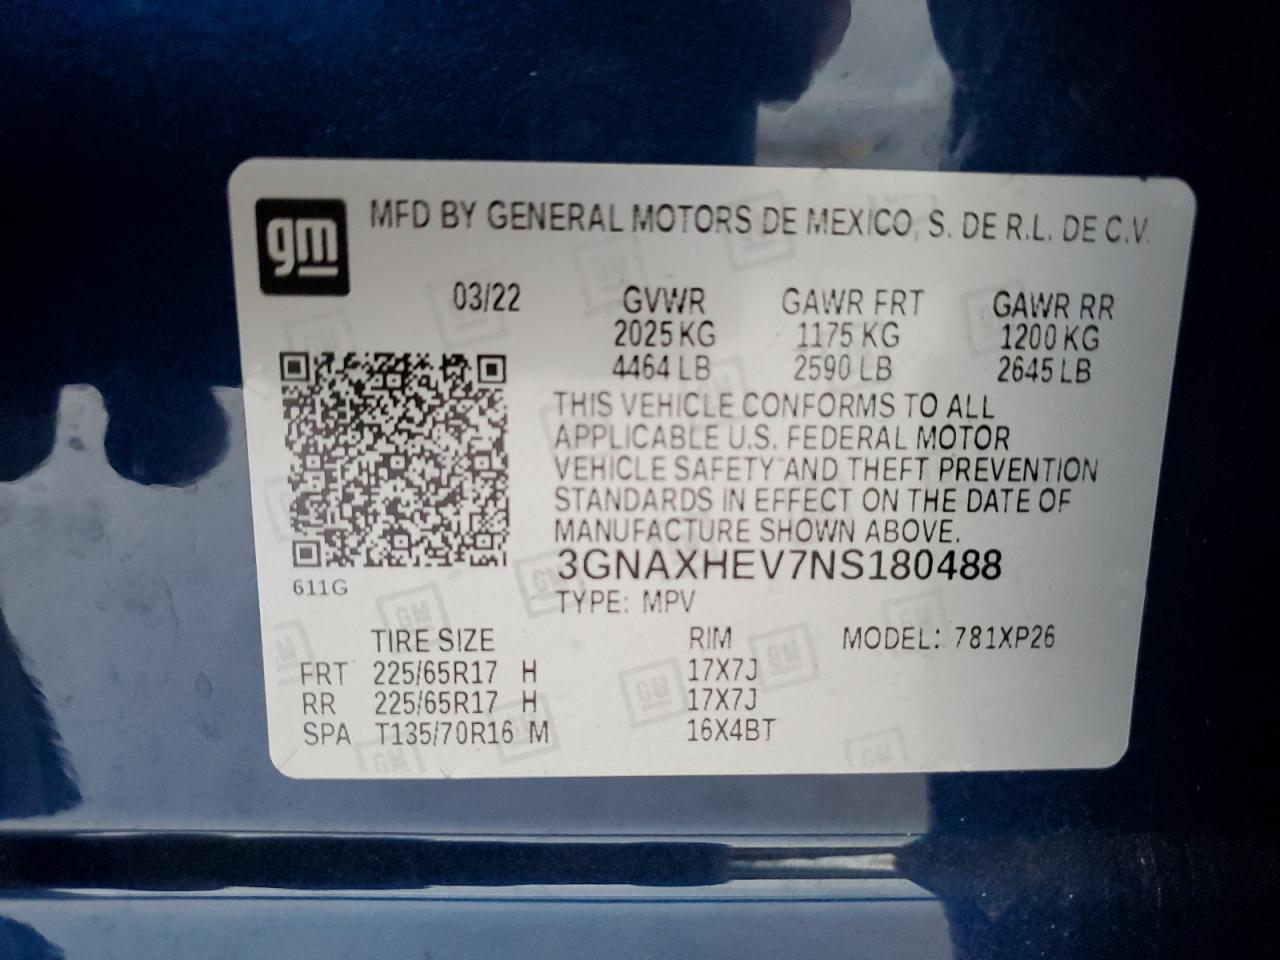 gm
MFD BY GENERAL MOTORS DE MEXICO, S. DE R.L. DE C.V.
03/22 GVWR GAWR FRT GAWR RR
2025 KG 1175 KG 1200 KG
4464 LB 2590 LB 2645 LB
THIS VEHICLE CONFORMS TO ALL
APPLICABLE U.S. FEDERAL MOTOR
VEHICLE SAFETY AND THEFT PREVENTION
STANDARDS IN EFFECT ON THE DATE OF
MANUFACTURE SHOWN ABOVE.
3GNAXHEV7NS180488
611G
TYPE: MPV
TIRE SIZE RIM MODEL: 781XP26
FRT 225/65R17 H 17X7J
RR 225/65R17 H 17X7J
SPA T135/70R16 M 16X4BT